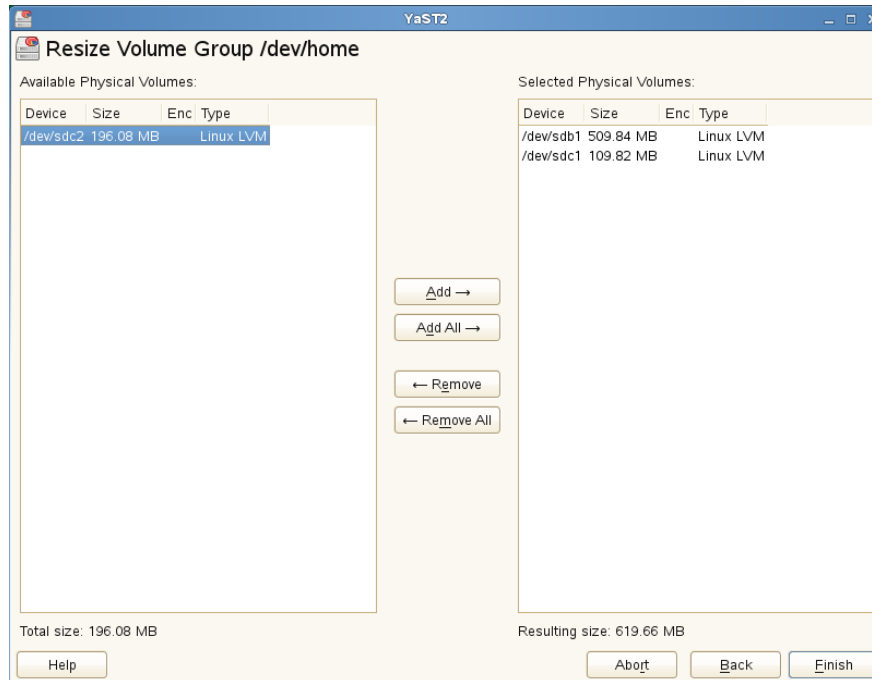 YaST2
Resize Volume Group /dev/home
Available Physical Volumes:
Device Size Enc Type
/dev/sdc2 196.08 MB Linux LVM
Total size: 196.08 MB
Add →
Add All →
← Remove
← Remove All
Selected Physical Volumes:
Device Size Enc Type
/dev/sdb1 509.84 MB Linux LVM
/dev/sdc1 109.82 MB Linux LVM
Resulting size: 619.66 MB
Help
Abort
Back
Finish